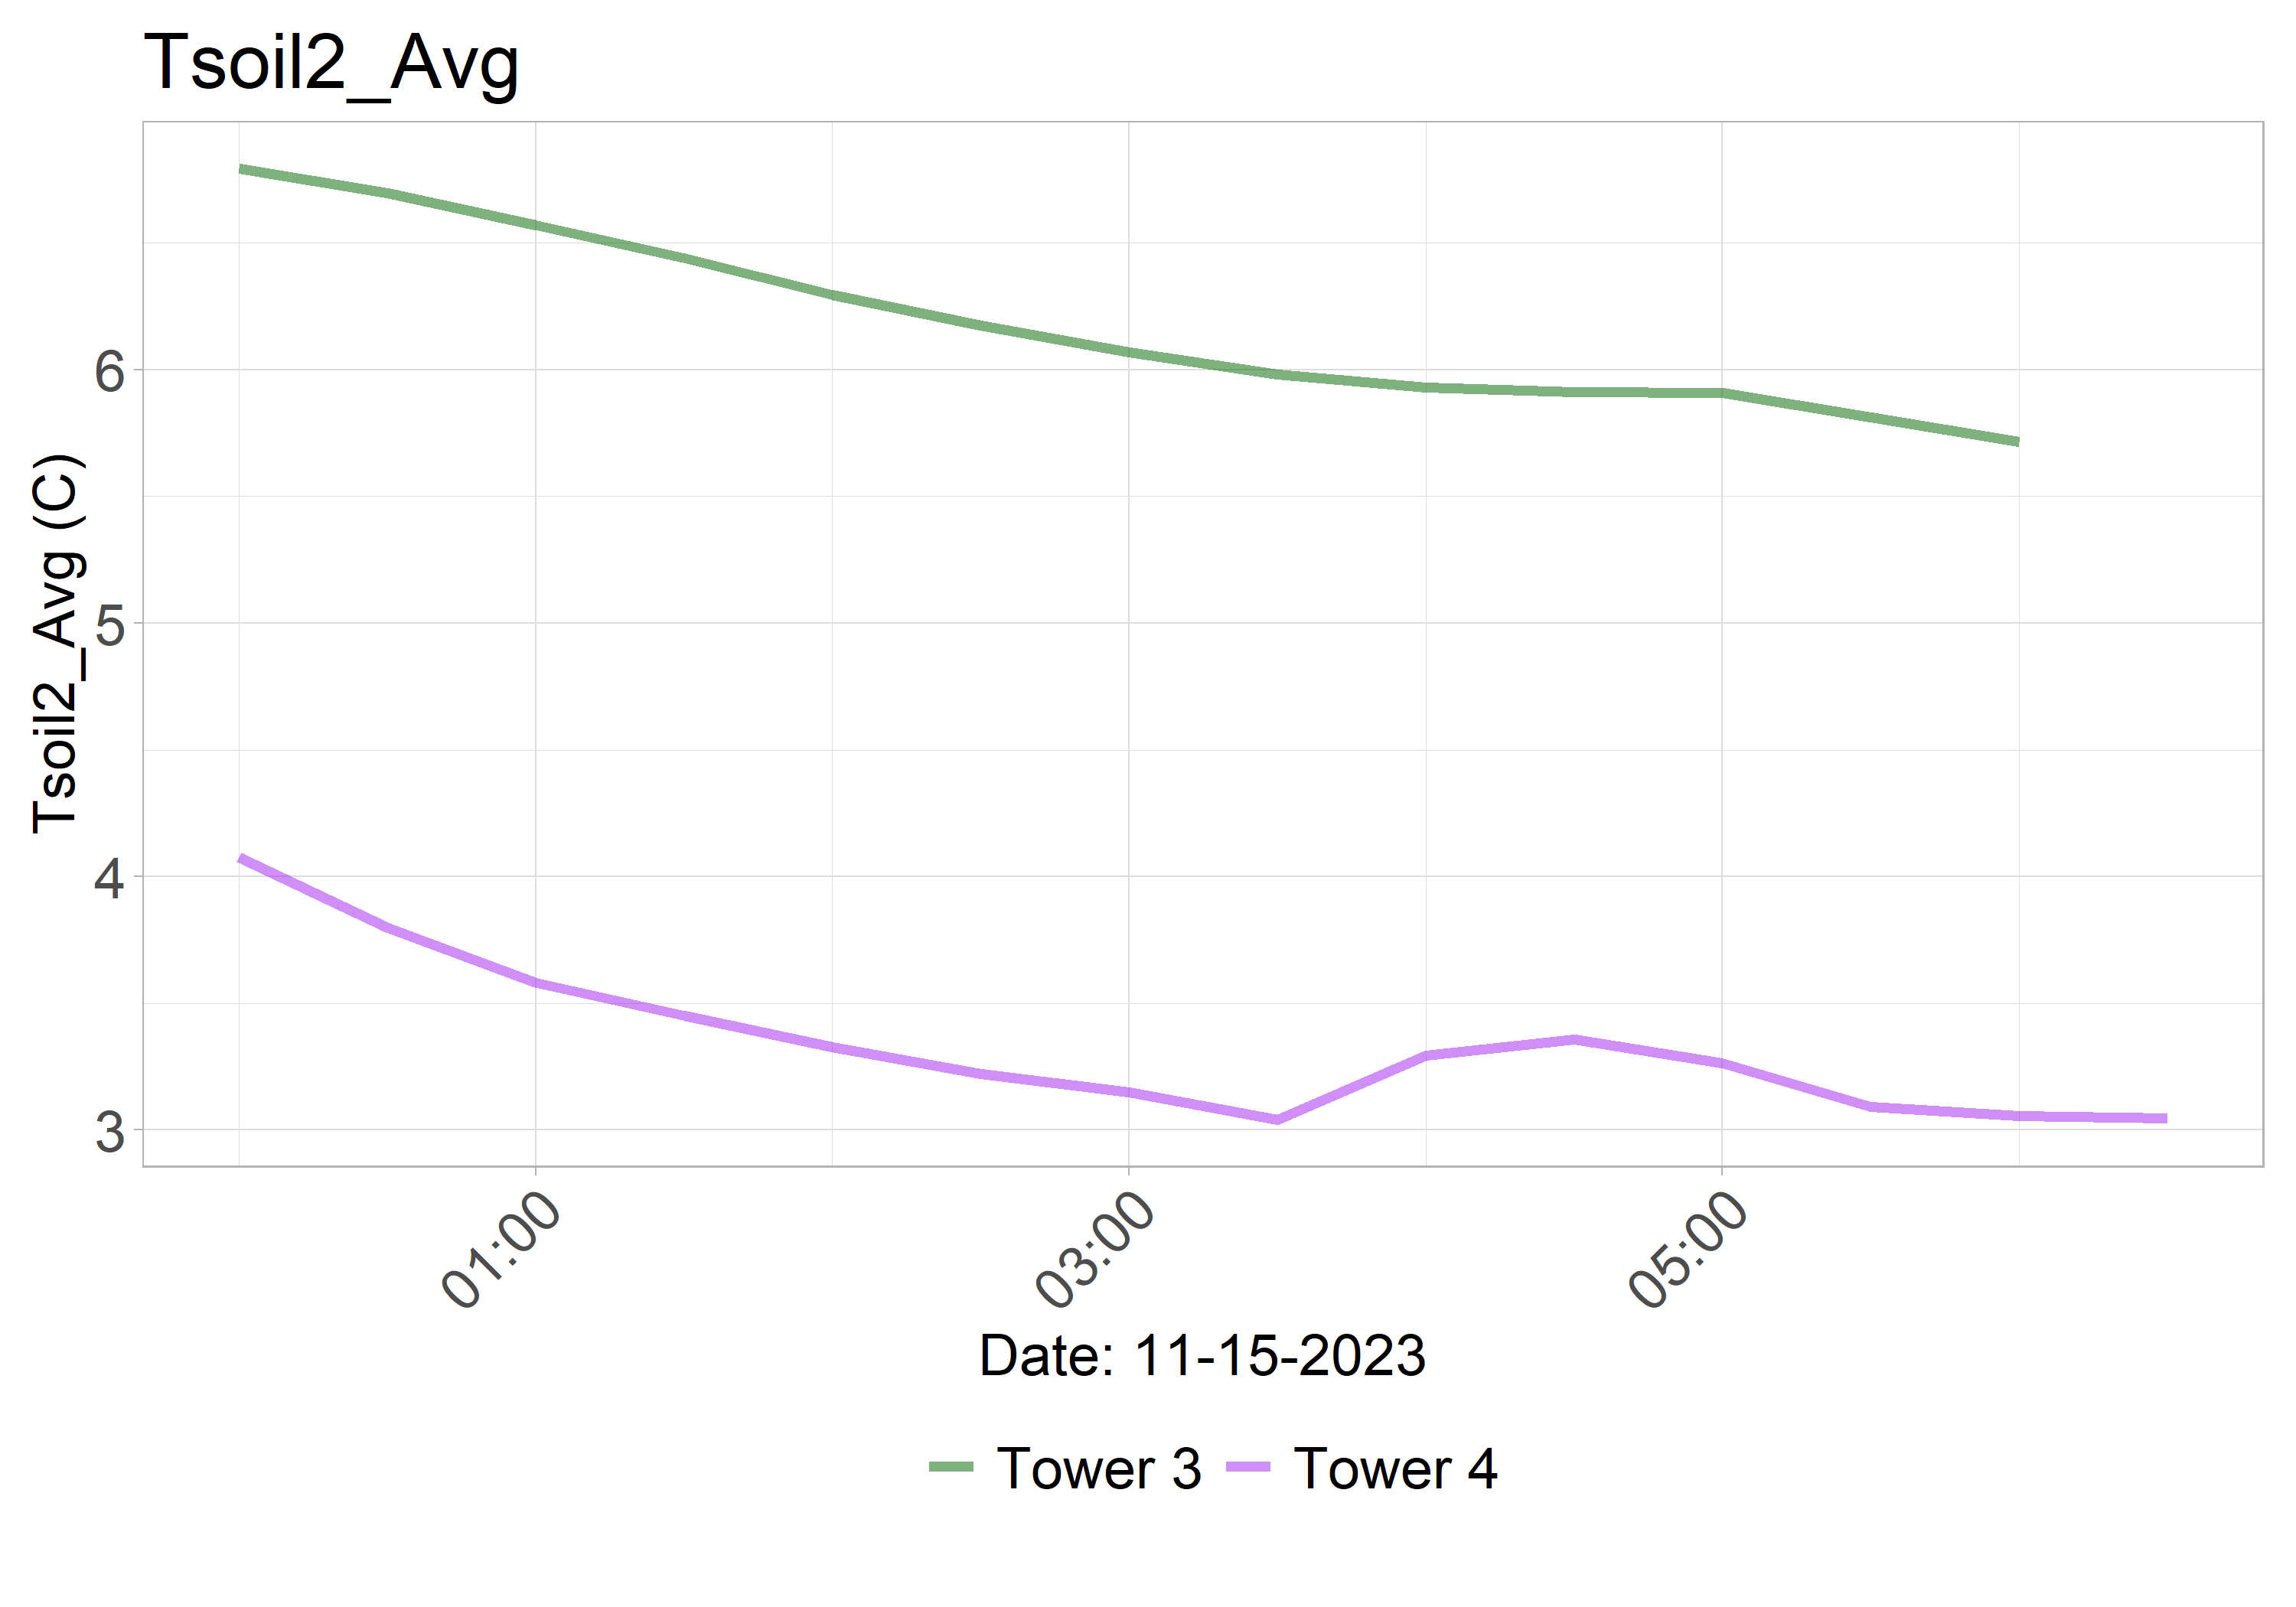 Tsoil2_Avg
Tsoil2_Avg (C)
6
5
4
3
01:00 03:00 05:00
Date: 11-15-2023
Tower 3 Tower 4